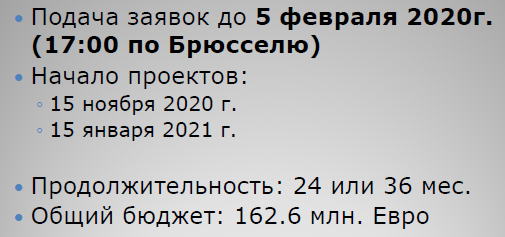 • Подача заявок до 5 февраля 2020г.
(17:00 по Брюсселю)
• Начало проектов:
◦ 15 ноября 2020 г.
◦ 15 января 2021 г.
• Продолжительность: 24 или 36 мес.
• Общий бюджет: 162.6 млн. Евро